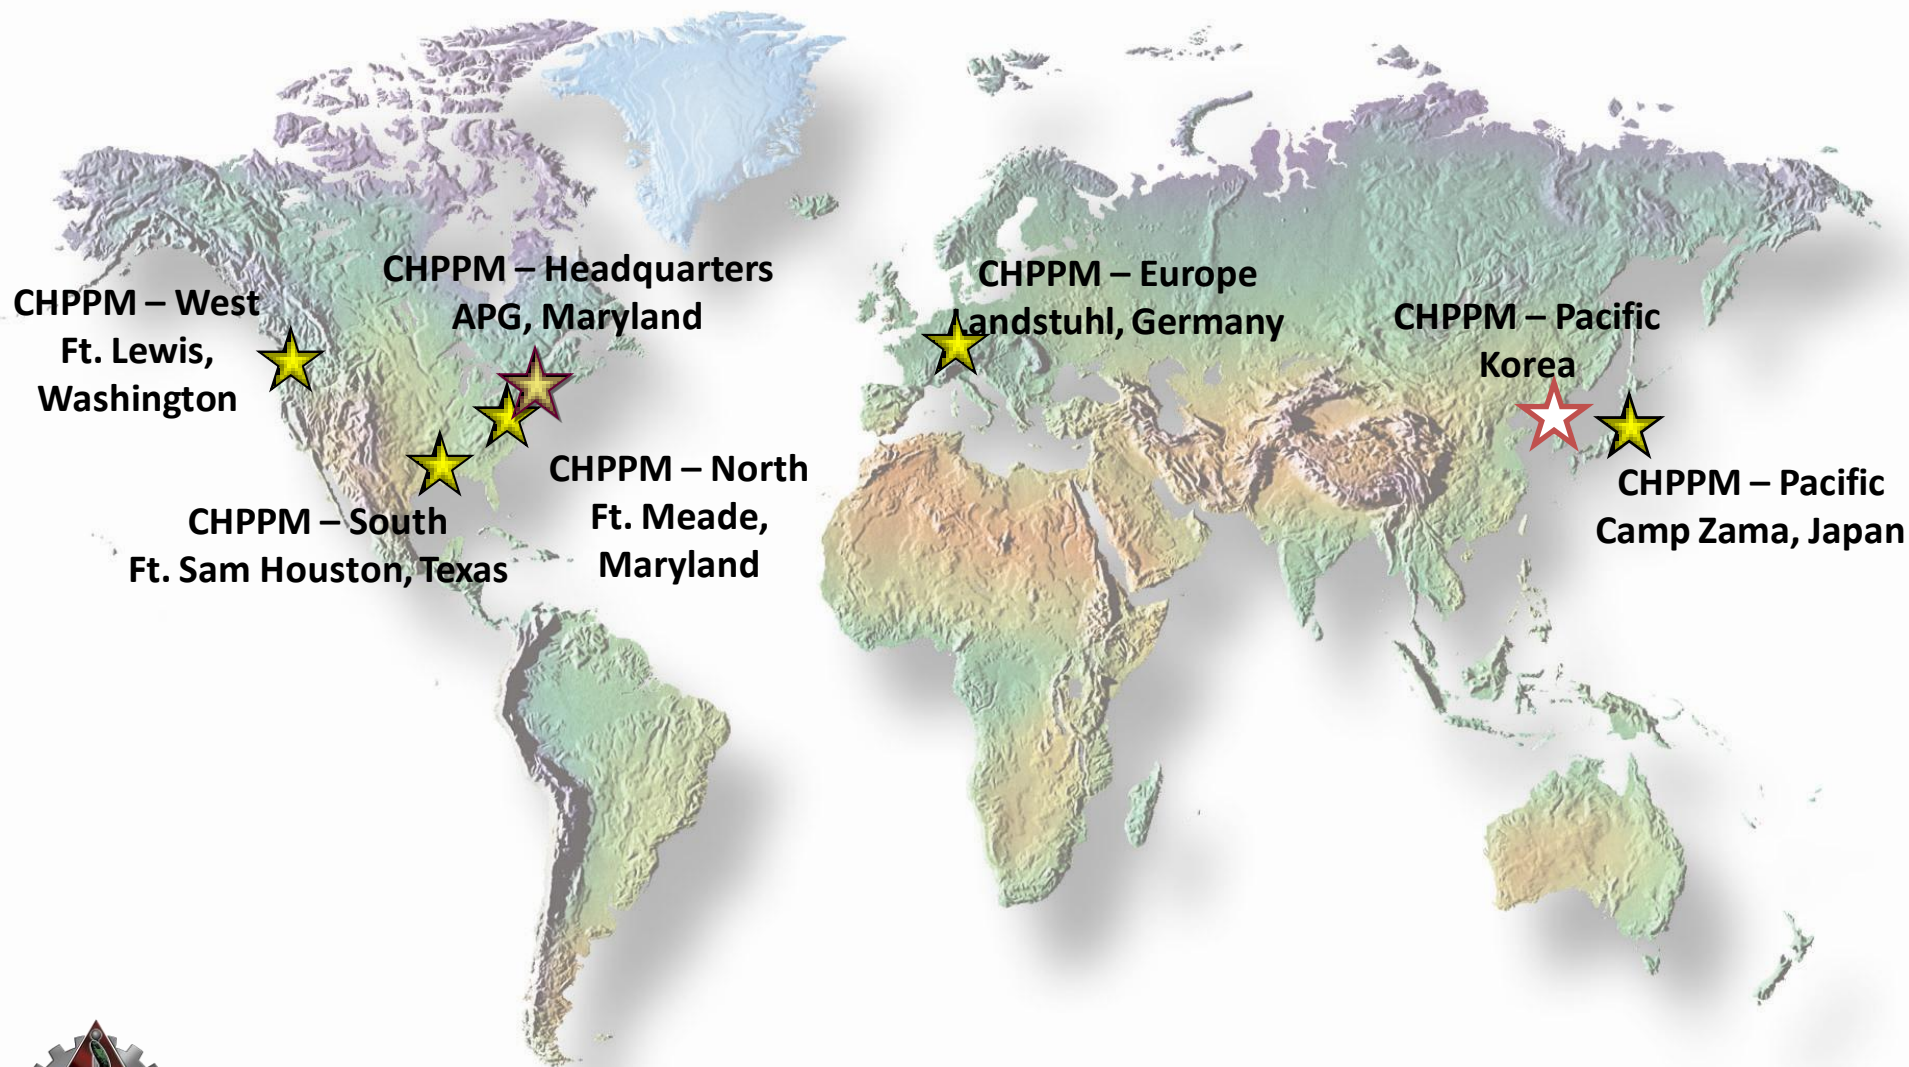 CHPPM – West
Ft. Lewis,
Washington
CHPPM – Headquarters
APG, Maryland
CHPPM – Europe
Landstuhl, Germany
CHPPM – Pacific
Korea
CHPPM – South
Ft. Sam Houston, Texas
CHPPM – North
Ft. Meade,
Maryland
CHPPM – Pacific
Camp Zama, Japan